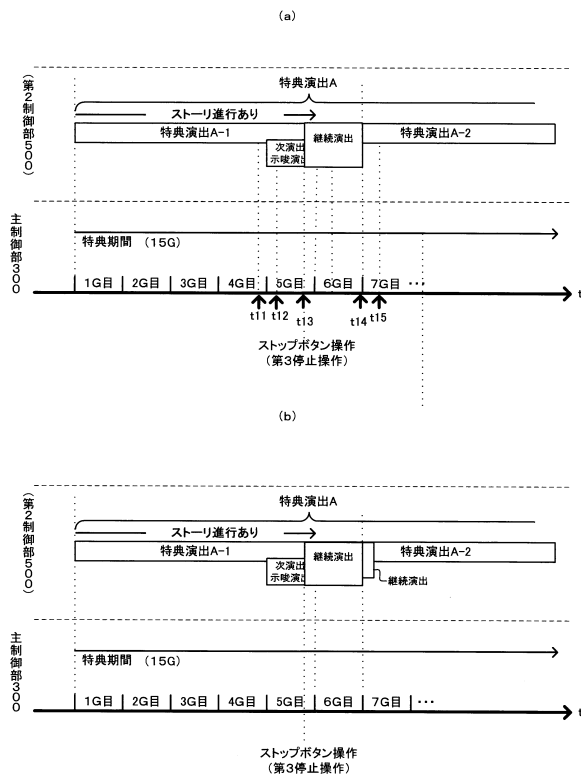 (a)
特典演出A
ストーリ進行あり
特典演出A-1
継続演出
特典演出A-2
次演出
示唆演出
(第2制御部500)
主制御部300
特典期間 (15G)
1G目
2G目
3G目
4G目
5G目
6G目
7G目
…
t
t11
t12
t13
t14
t15
ストップボタン操作
(第3停止操作)
(b)
特典演出A
ストーリ進行あり
特典演出A-1
継続演出
特典演出A-2
次演出
示唆演出
継続演出
(第2制御部500)
主制御部300
特典期間 (15G)
1G目
2G目
3G目
4G目
5G目
6G目
7G目
…
t
ストップボタン操作
(第3停止操作)